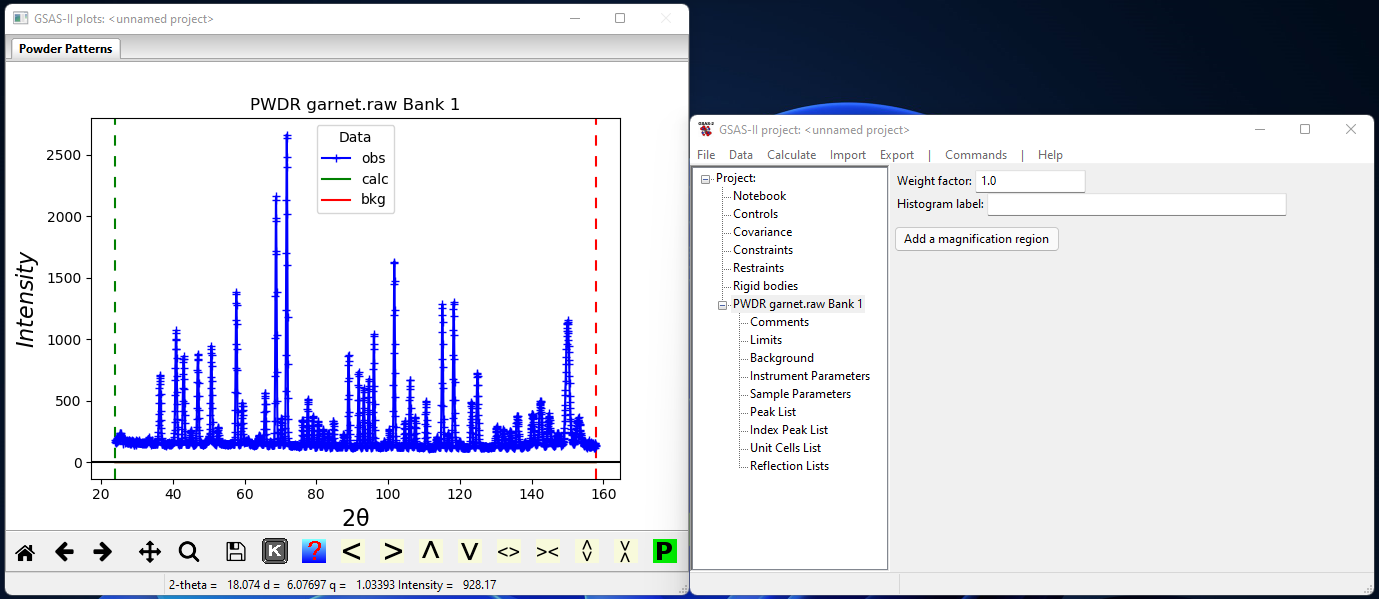 GSAS-II plots: <unnamed project>
Powder Patterns
PWDR garnet.raw Bank 1
Data
obs
calc
bkg
2500
2000
1500
1000
500
0
Intensity
20 40 60 80 100 120 140 160
2θ
K ? < > Λ V <> >< P
2-theta = 18.074 d = 6.07697 q = 1.03393 Intensity = 928.17
GSAS-II project: <unnamed project>
File Data Calculate Import Export | Commands | Help
Project:
Notebook
Controls
Covariance
Constraints
Restraints
Rigid bodies
PWDR garnet.raw Bank 1
Comments
Limits
Background
Instrument Parameters
Sample Parameters
Peak List
Index Peak List
Unit Cells List
Reflection Lists
Weight factor: 1.0
Histogram label:
Add a magnification region